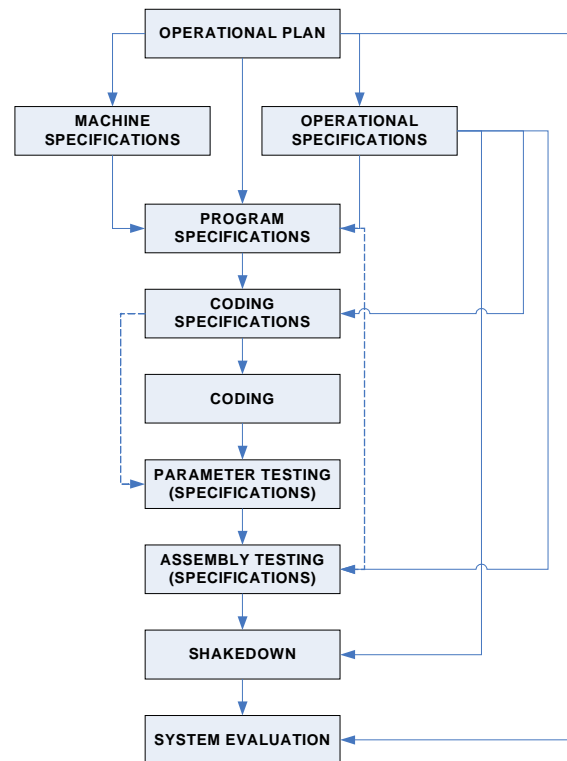 OPERATIONAL PLAN
MACHINE
SPECIFICATIONS
OPERATIONAL
SPECIFICATIONS
PROGRAM
SPECIFICATIONS
CODING
SPECIFICATIONS
CODING
PARAMETER TESTING
(SPECIFICATIONS)
ASSEMBLY TESTING
(SPECIFICATIONS)
SHAKEDOWN
SYSTEM EVALUATION